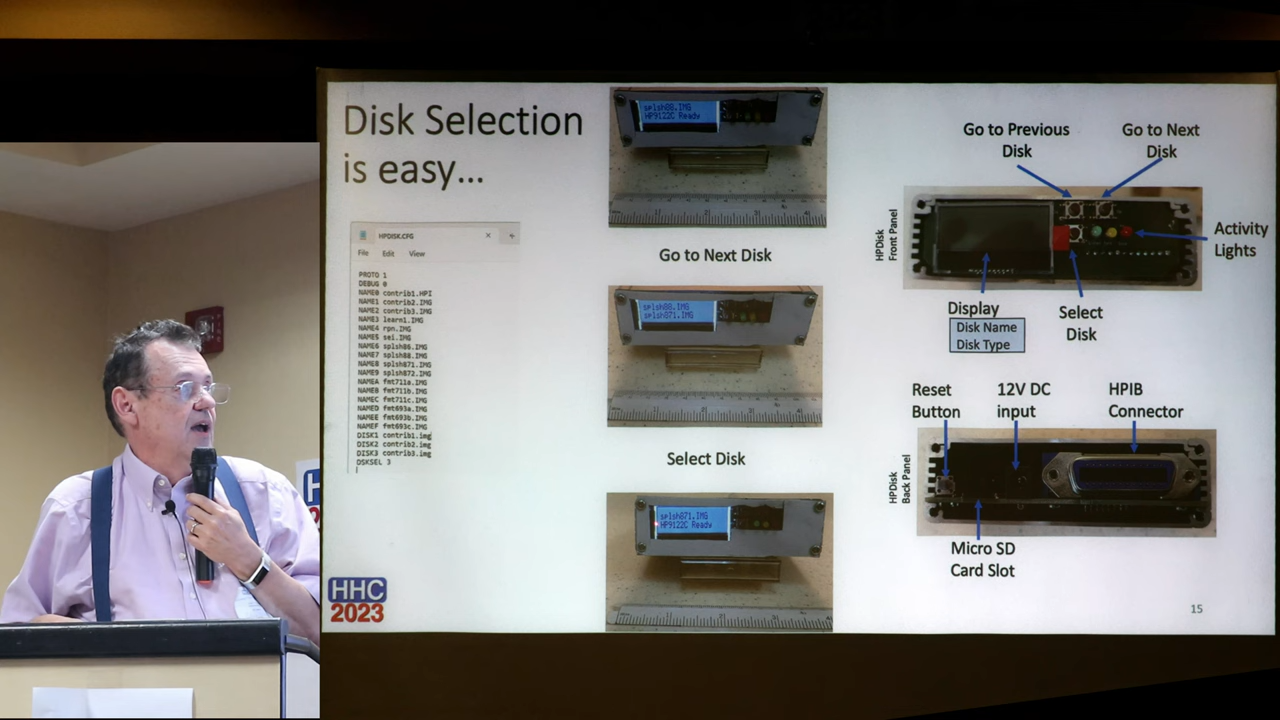 Disk Selection
is easy...
HPDISK.CFG
File Edit View
PROTO 1
DEBUG 0
NAME0 contrib1.HPI
NAME1 contrib2.IMG
NAME2 contrib3.IMG
NAME3 learn1.IMG
NAME4 rpn.IMG
NAME5 sei.IMG
NAME6 splsh86.IMG
NAME7 splsh88.IMG
NAME8 splsh871.IMG
NAME9 splsh872.IMG
NAMEA fmt711a.IMG
NAMEB fmt711b.IMG
NAMEC fmt711c.IMG
NAMED fmt693a.IMG
NAMEE fmt693b.IMG
NAMEF fmt693c.IMG
DISK1 contrib1.img
DISK2 contrib2.img
DISK3 contrib3.img
DSKSEL 3
HHC
2023
splsh88.IMG
HP9122C Ready
Go to Next Disk
splsh88.IMG
splsh871.IMG
Select Disk
splsh871.IMG
HP9122C Ready
Go to Previous
Disk
Go to Next
Disk
HPDisk
Front Panel
Activity
Lights
Display
Disk Name
Disk Type
Select
Disk
Reset
Button
12V DC
input
HPIB
Connector
HPDisk
Back Panel
Micro SD
Card Slot
15